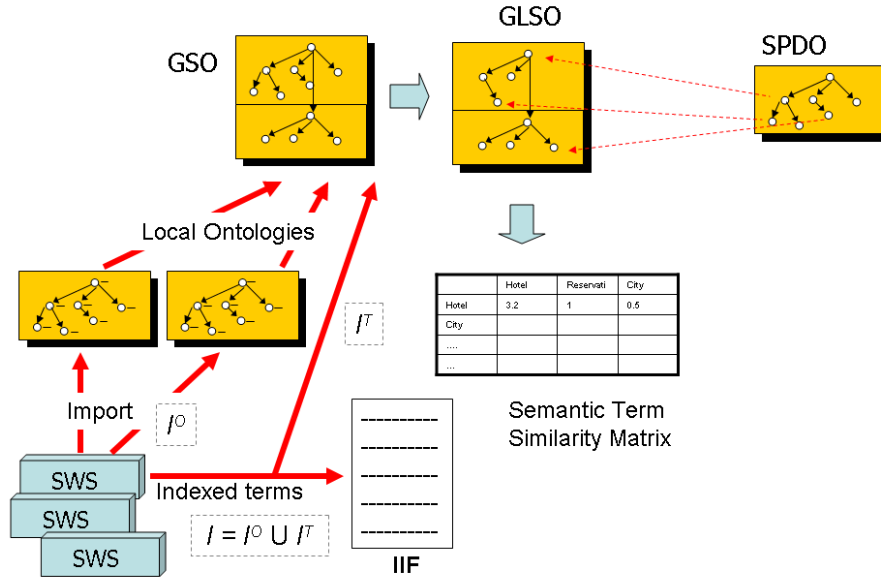 GLSO
GSO
SPDO
Local Ontologies
Hotel Reservati City
Hotel 3.2 1 0.5
City
....
...
I^T
Import
I^O
Semantic Term
Similarity Matrix
SWS
SWS
SWS
Indexed terms
I = I^O ∪ I^T
IIF